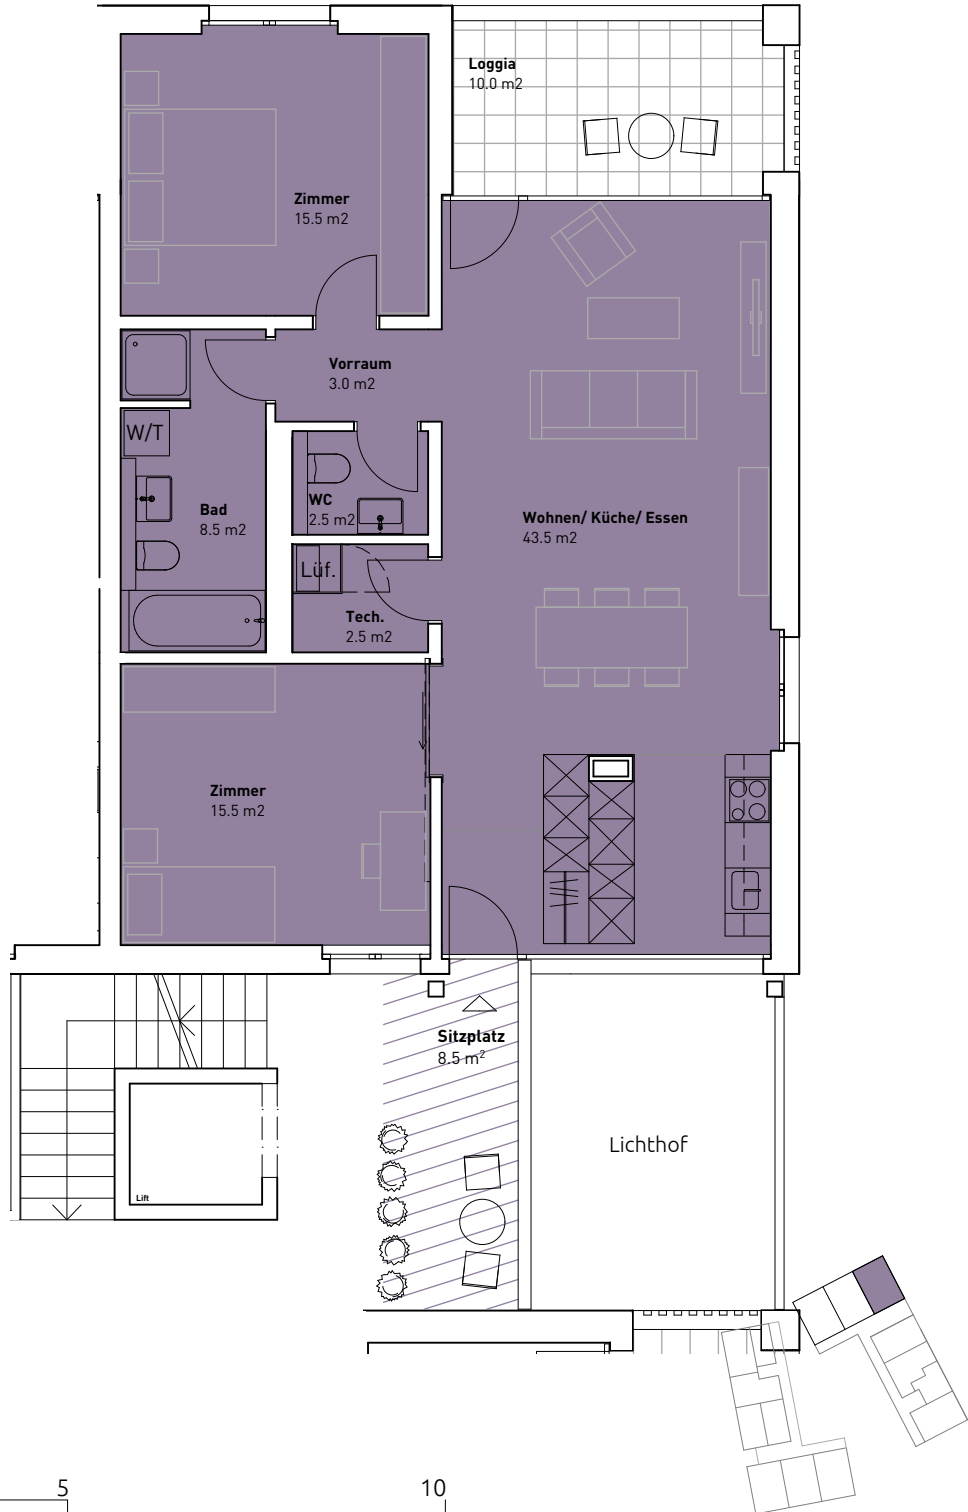 Loggia
10.0 m2
Zimmer
15.5 m2
Vorraum
3.0 m2
W/T
Bad
8.5 m2
WC
2.5 m2
Wohnen/ Küche/ Essen
43.5 m2
Lüf.
Tech.
2.5 m2
Zimmer
15.5 m2
Sitzplatz
8.5 m²
Lichthof
Lift
5
10